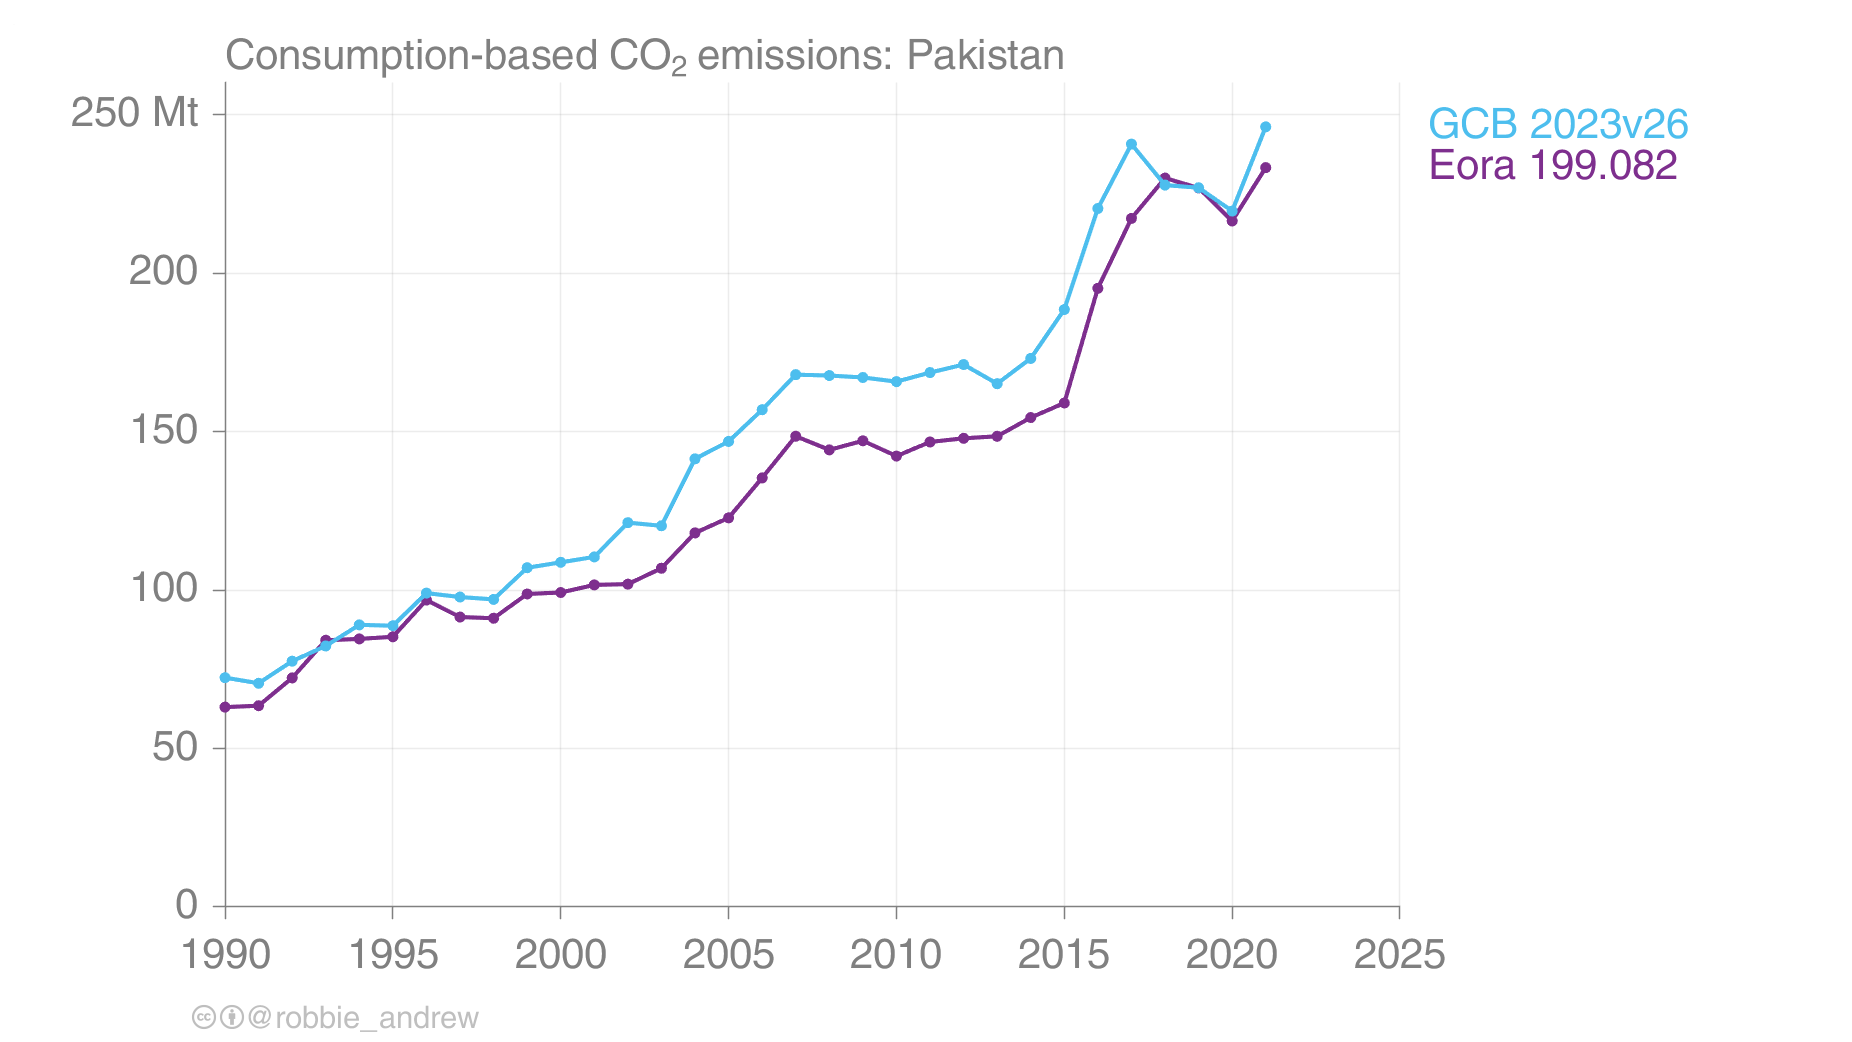 Consumption-based CO₂ emissions: Pakistan
250 Mt
200
150
100
50
0
1990 1995 2000 2005 2010 2015 2020 2025
GCB 2023v26
Eora 199.082
cc @robbie_andrew